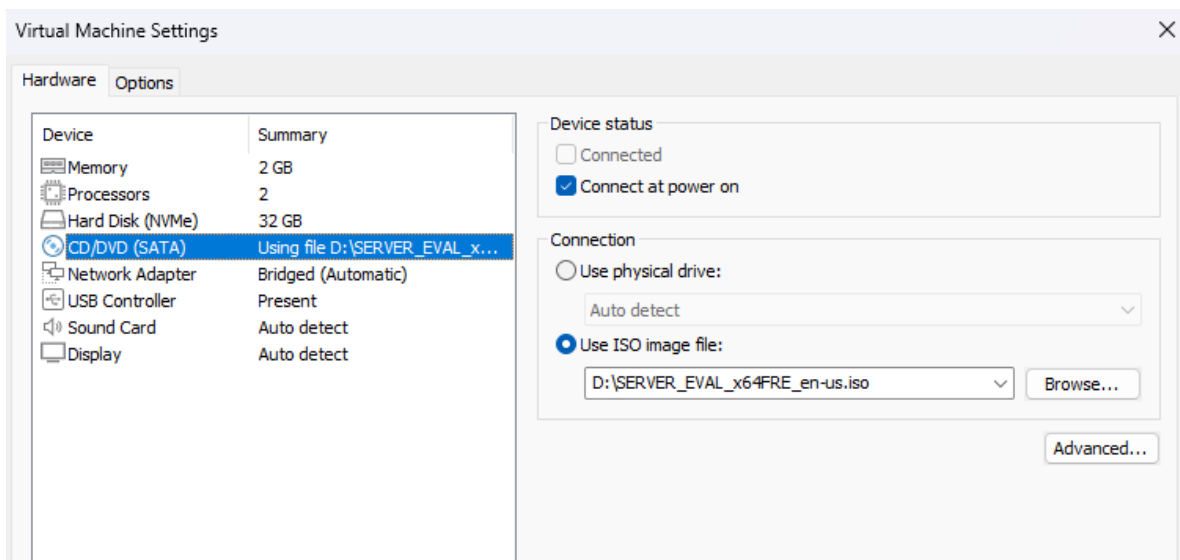 Virtual Machine Settings
Hardware Options
Device Summary
Memory 2 GB
Processors 2
Hard Disk (NVMe) 32 GB
CD/DVD (SATA) Using file D:\SERVER_EVAL_x...
Network Adapter Bridged (Automatic)
USB Controller Present
Sound Card Auto detect
Display Auto detect
Device status
Connected
Connect at power on
Connection
Use physical drive:
Auto detect
Use ISO image file:
D:\SERVER_EVAL_x64FRE_en-us.iso Browse...
Advanced...